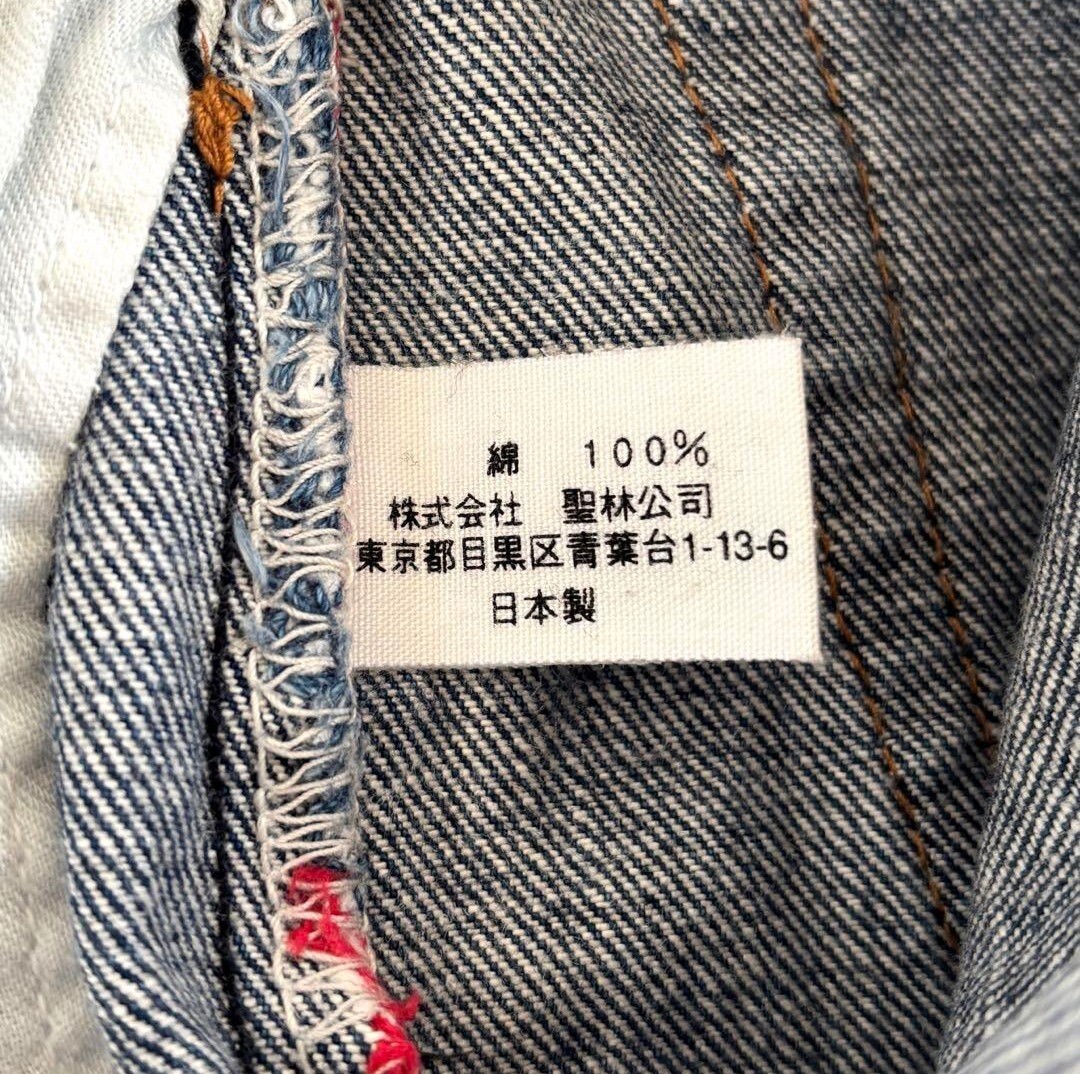 綿　100%
株式会社　聖林公司
東京都目黒区青葉台1-13-6
日本製